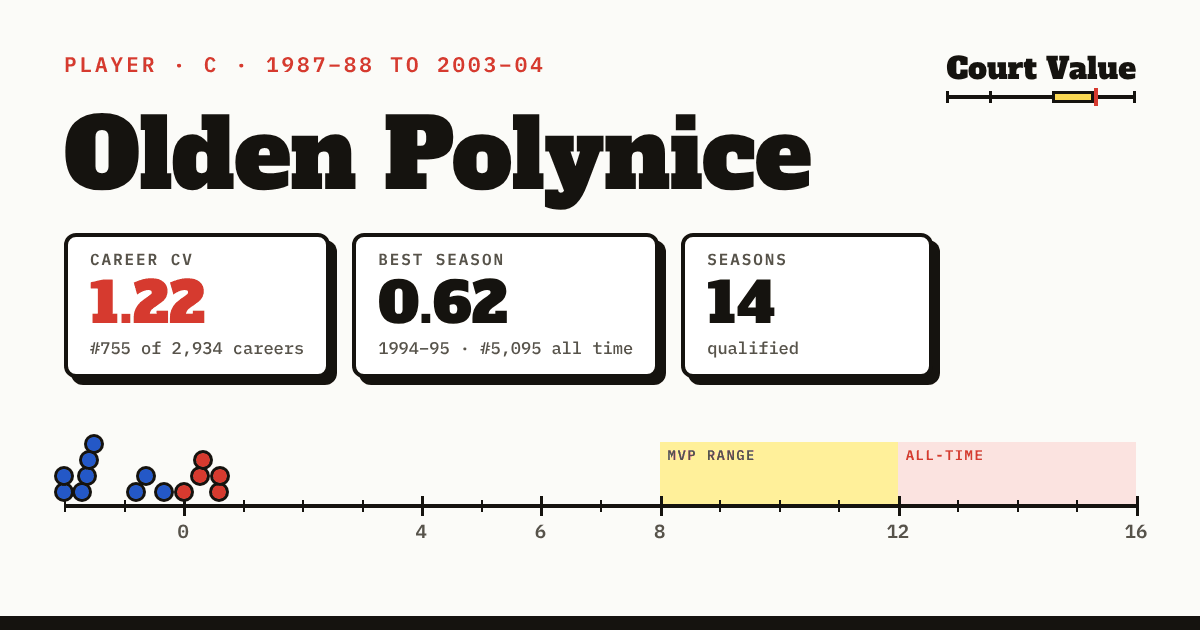 PLAYER · C · 1987–88 TO 2003–04
Court Value
Olden Polynice
CAREER CV
1.22
#755 of 2,934 careers
BEST SEASON
0.62
1994–95 · #5,095 all time
SEASONS
14
qualified
MVP RANGE
ALL-TIME
0 4 6 8 12 16